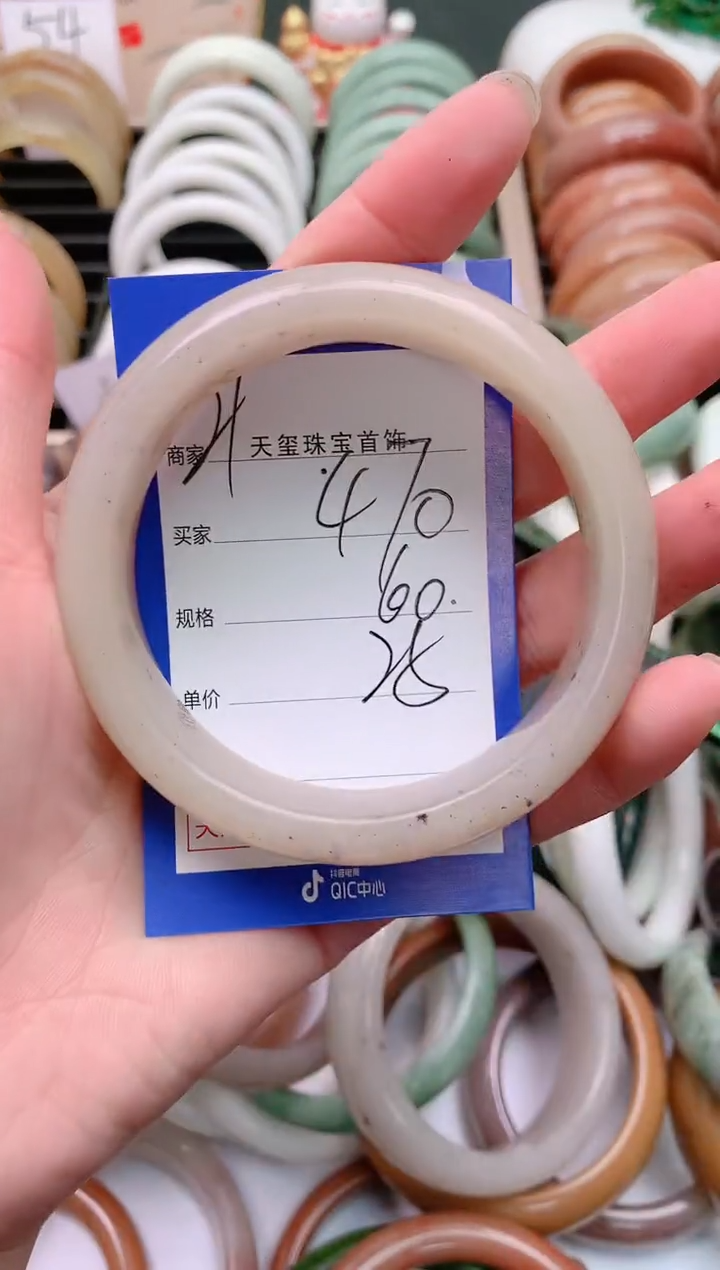 54
商家 天玺珠宝首饰
买家 470
规格 60.
单价
抖音电商
QIC中心